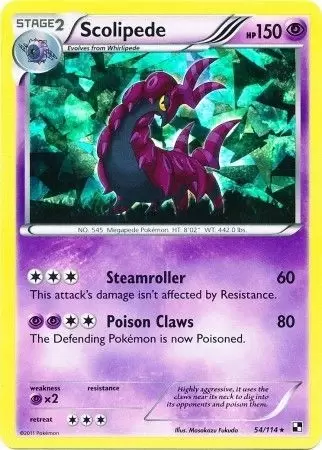 STAGE2 Scolipede HP150
Evolves from Whirlipede
NO. 545 Megapede Pokémon. HT. 8'02" WT. 442.0 lbs.
Steamroller 60
This attack's damage isn't affected by Resistance.
Poison Claws 80
The Defending Pokémon is now Poisoned.
weakness resistance
×2
retreat
Highly aggressive, it uses the
claws near its neck to dig into
its opponents and poison them.
Illus. Masakazu Fukuda 54/114★
©2011 Pokémon